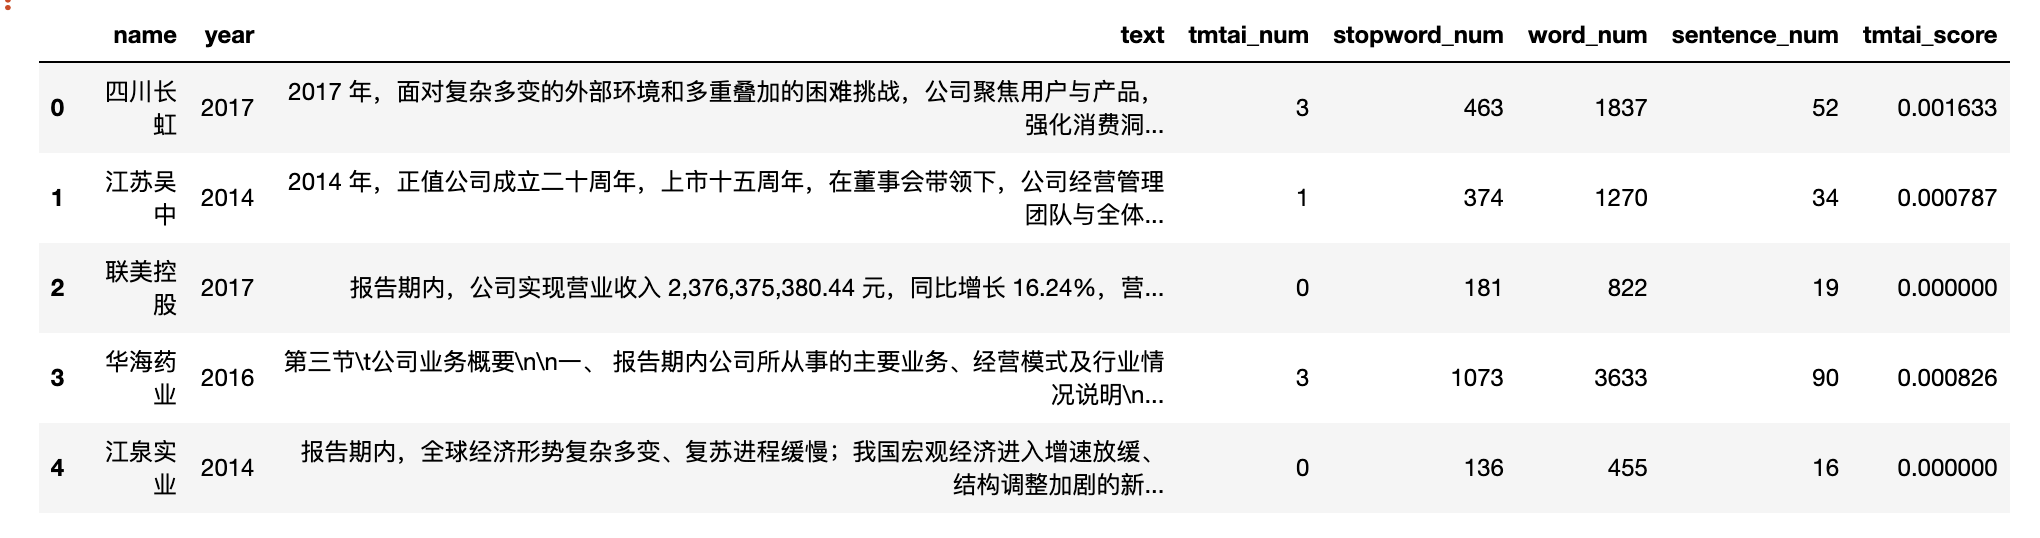 name year text tmtai_num stopword_num word_num sentence_num tmtai_score
0 四川长虹 2017 2017 年，面对复杂多变的外部环境和多重叠加的困难挑战，公司聚焦用户与产品，强化消费洞... 3 463 1837 52 0.001633
1 江苏吴中 2014 2014 年，正值公司成立二十周年，上市十五周年，在董事会带领下，公司经营管理团队与全体... 1 374 1270 34 0.000787
2 联美控股 2017 报告期内，公司实现营业收入 2,376,375,380.44 元，同比增长 16.24%，营... 0 181 822 19 0.000000
3 华海药业 2016 第三节\t公司业务概要\n\n一、 报告期内公司所从事的主要业务、经营模式及行业情况说明\n... 3 1073 3633 90 0.000826
4 江泉实业 2014 报告期内，全球经济形势复杂多变、复苏进程缓慢；我国宏观经济进入增速放缓、结构调整加剧的新... 0 136 455 16 0.000000